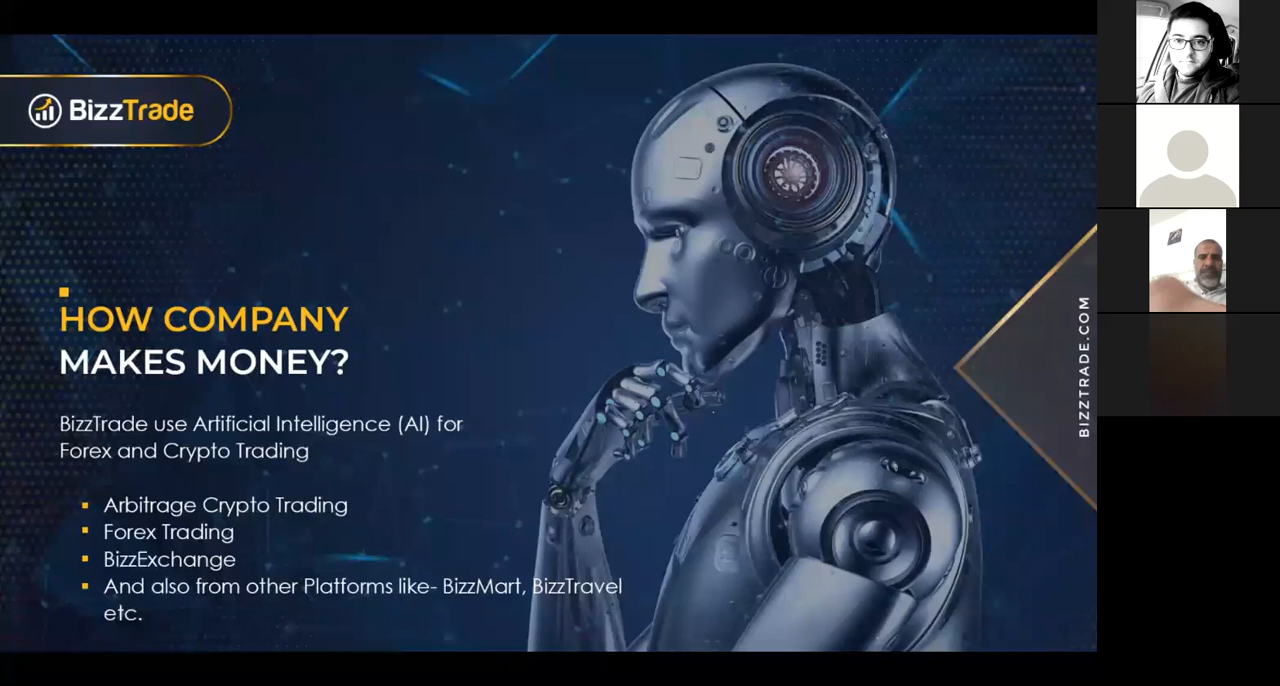 BizzTrade
HOW COMPANY
MAKES MONEY?
BizzTrade use Artificial Intelligence (AI) for
Forex and Crypto Trading
▪ Arbitrage Crypto Trading
▪ Forex Trading
▪ BizzExchange
▪ And also from other Platforms like- BizzMart, BizzTravel
etc.
BIZZTRADE.COM